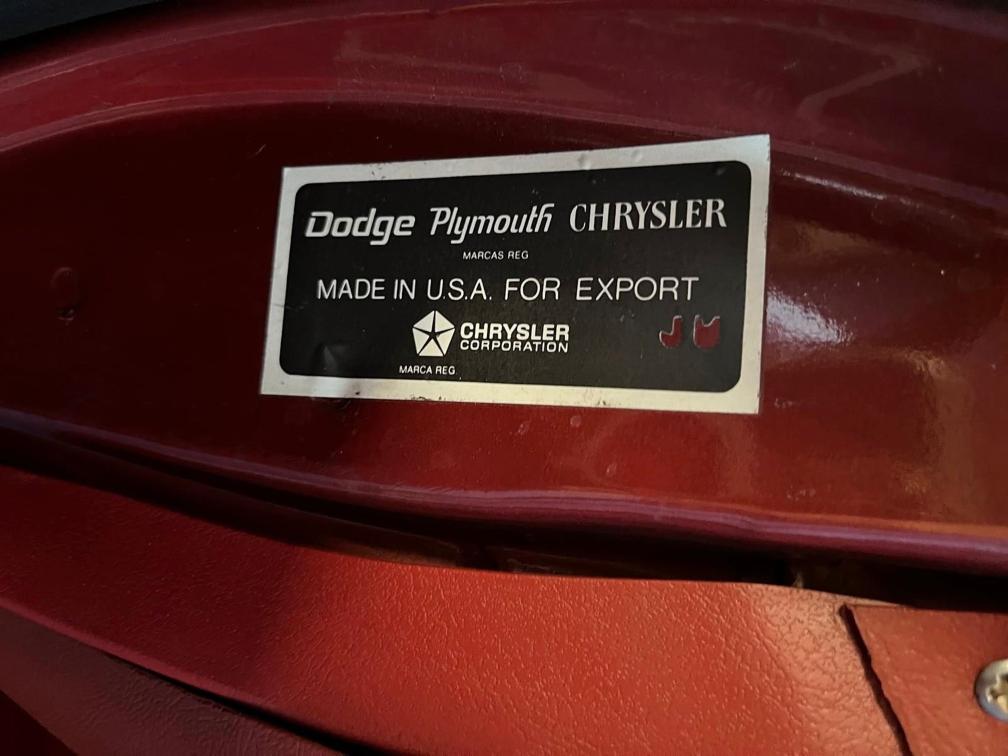 Dodge Plymouth CHRYSLER
MARCAS REG
MADE IN U.S.A. FOR EXPORT
CHRYSLER
CORPORATION
MARCA REG